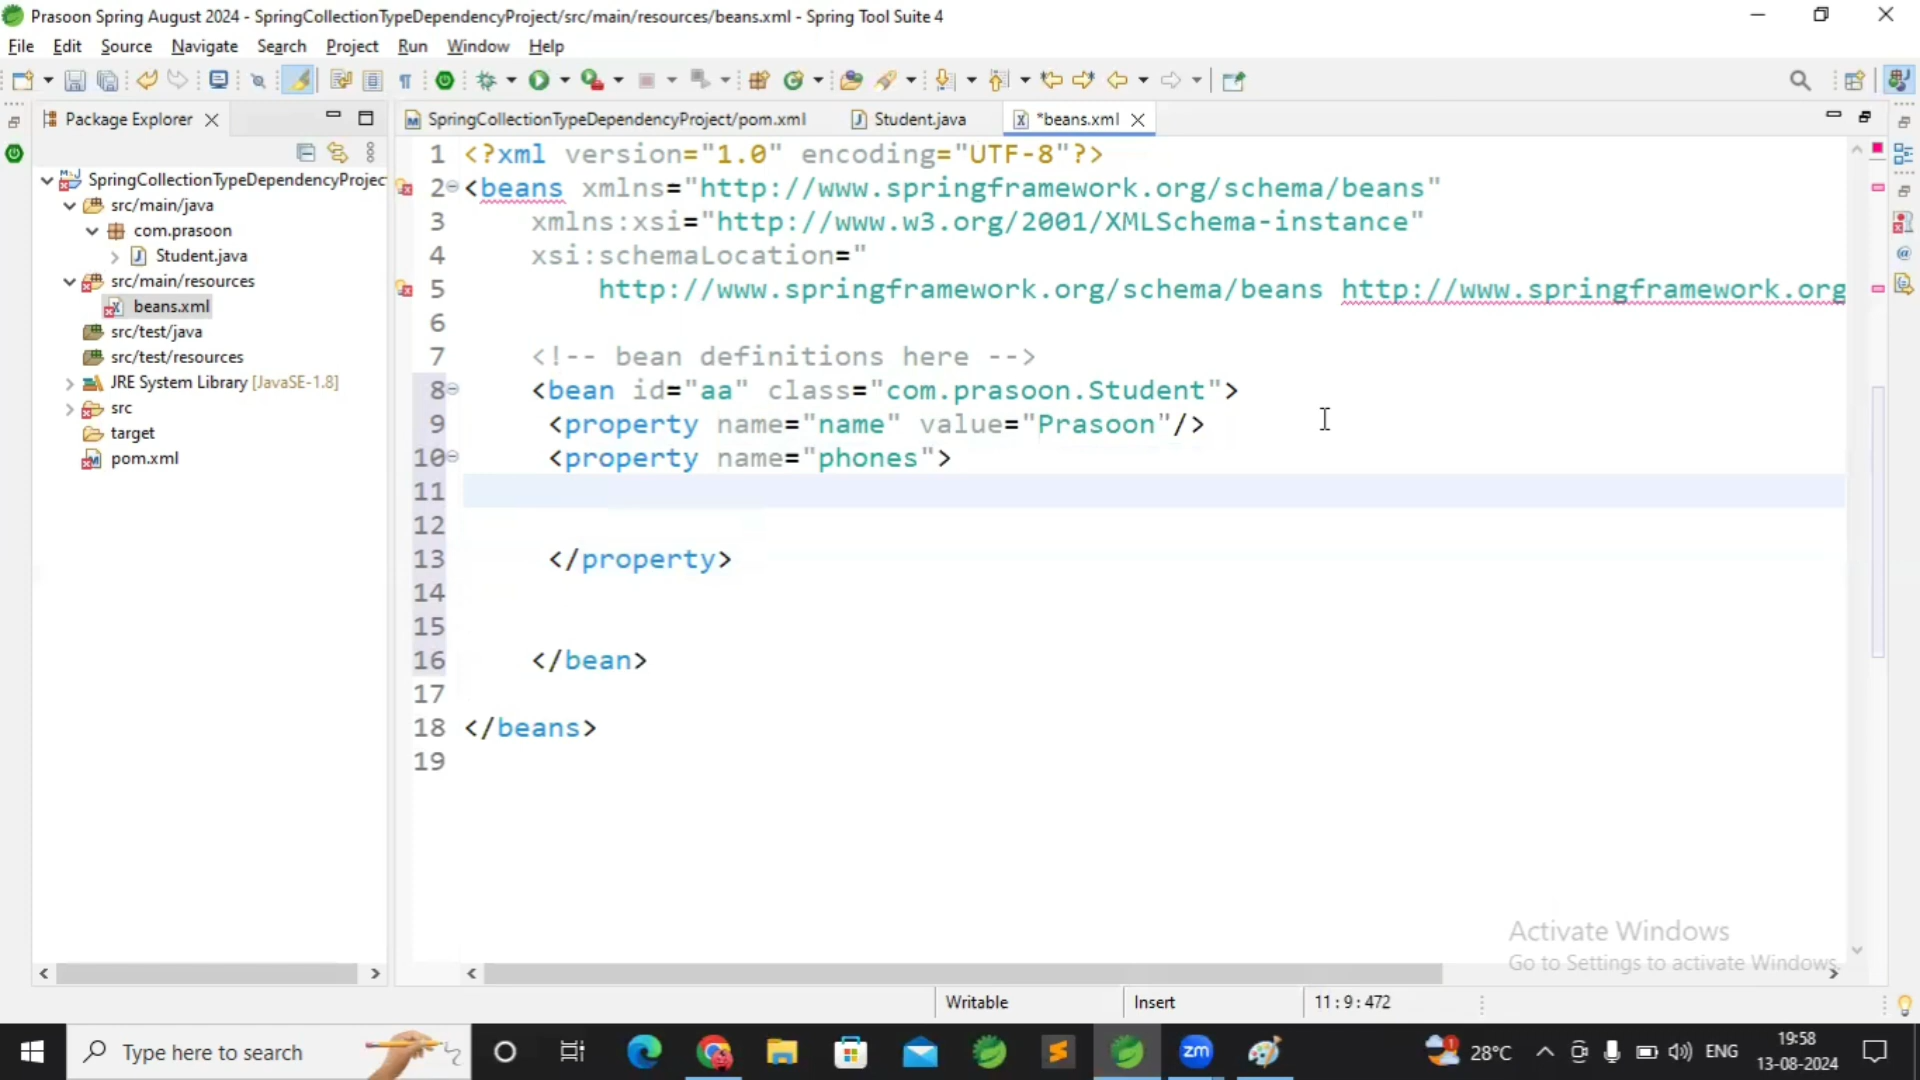 Prasoon Spring August 2024 - SpringCollectionTypeDependencyProject/src/main/resources/beans.xml - Spring Tool Suite 4
File Edit Source Navigate Search Project Run Window Help
Package Explorer
SpringCollectionTypeDependencyProjec
src/main/java
com.prasoon
Student.java
src/main/resources
beans.xml
src/test/java
src/test/resources
JRE System Library [JavaSE-1.8]
src
target
pom.xml
SpringCollectionTypeDependencyProject/pom.xml Student.java *beans.xml
1 <?xml version="1.0" encoding="UTF-8"?>
2 <beans xmlns="http://www.springframework.org/schema/beans"
3 xmlns:xsi="http://www.w3.org/2001/XMLSchema-instance"
4 xsi:schemaLocation="
5 http://www.springframework.org/schema/beans http://www.springframework.org
6
7 <!-- bean definitions here -->
8 <bean id="aa" class="com.prasoon.Student">
9 <property name="name" value="Prasoon"/>
10 <property name="phones">
11
12
13 </property>
14
15
16 </bean>
17
18 </beans>
19
Activate Windows
Go to Settings to activate Windows.
Writable Insert 11 : 9 : 472
Type here to search
zm
28°C ENG
19:58
13-08-2024